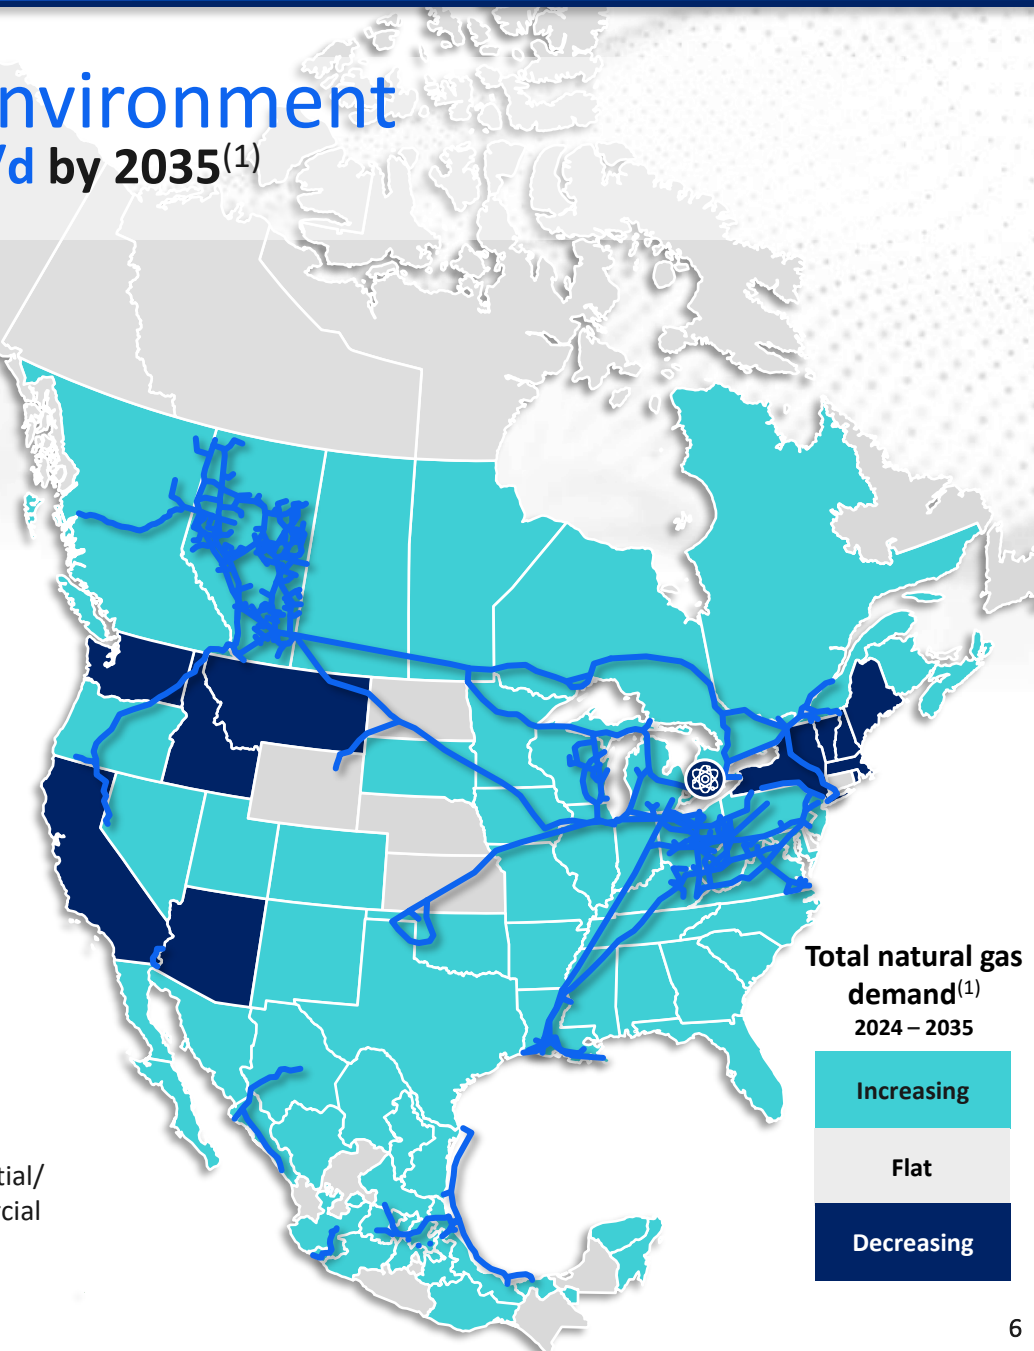 nvironment
/d by 2035(1)
Total natural gas
demand(1)
2024 – 2035
Increasing
Flat
Decreasing
tial/
cial
6